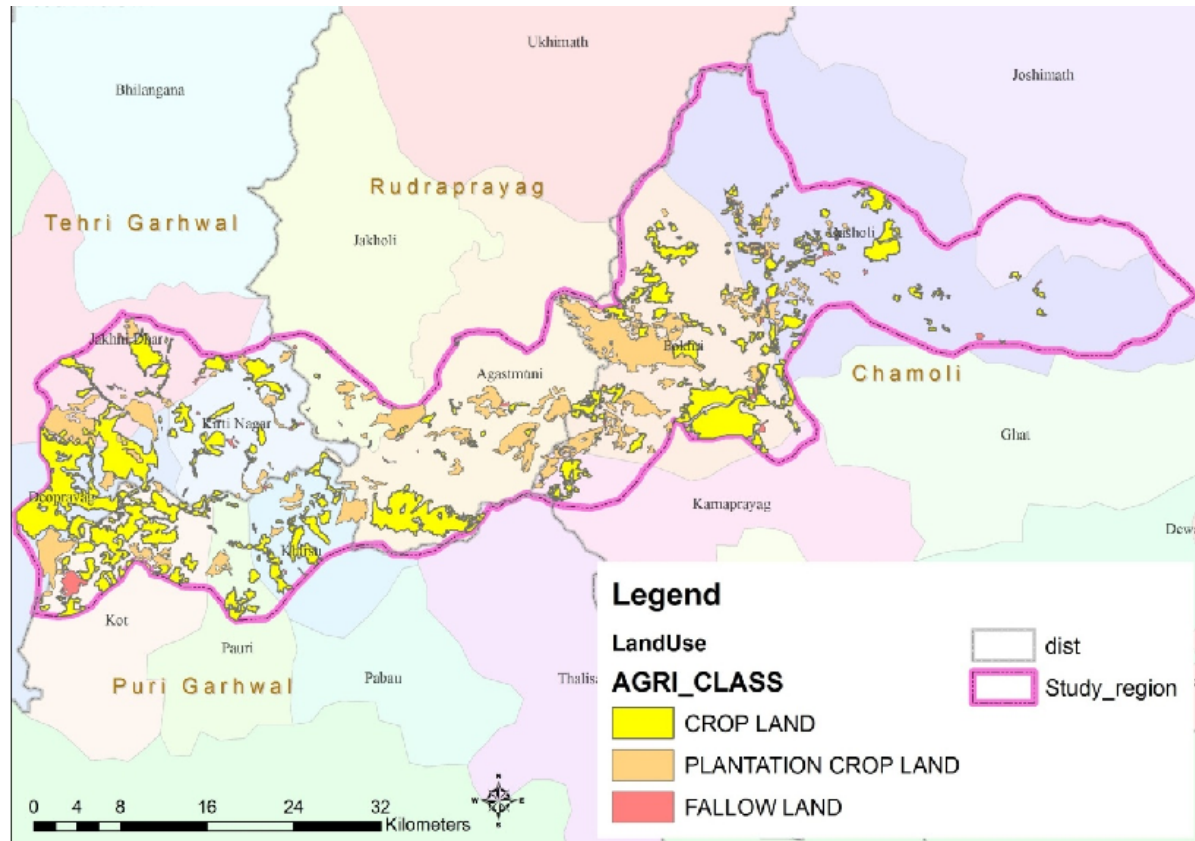 Ukhimath
Joshimath
Bhilangana
Rudraprayag
Tehri Garhwal
Jakholi
Jakhni Dhar
Agastmuni
Chamoli
Kirti Nagar
Ghat
Deoprayag
Karnaprayag
Khirsu
Kot
Pauri
Puri Garhwal
Pabau
Thalisa
Dew
Legend
LandUse
AGRI_CLASS
CROP LAND
PLANTATION CROP LAND
FALLOW LAND
dist
Study_region
N
W E
S
0 4 8 16 24 32
Kilometers